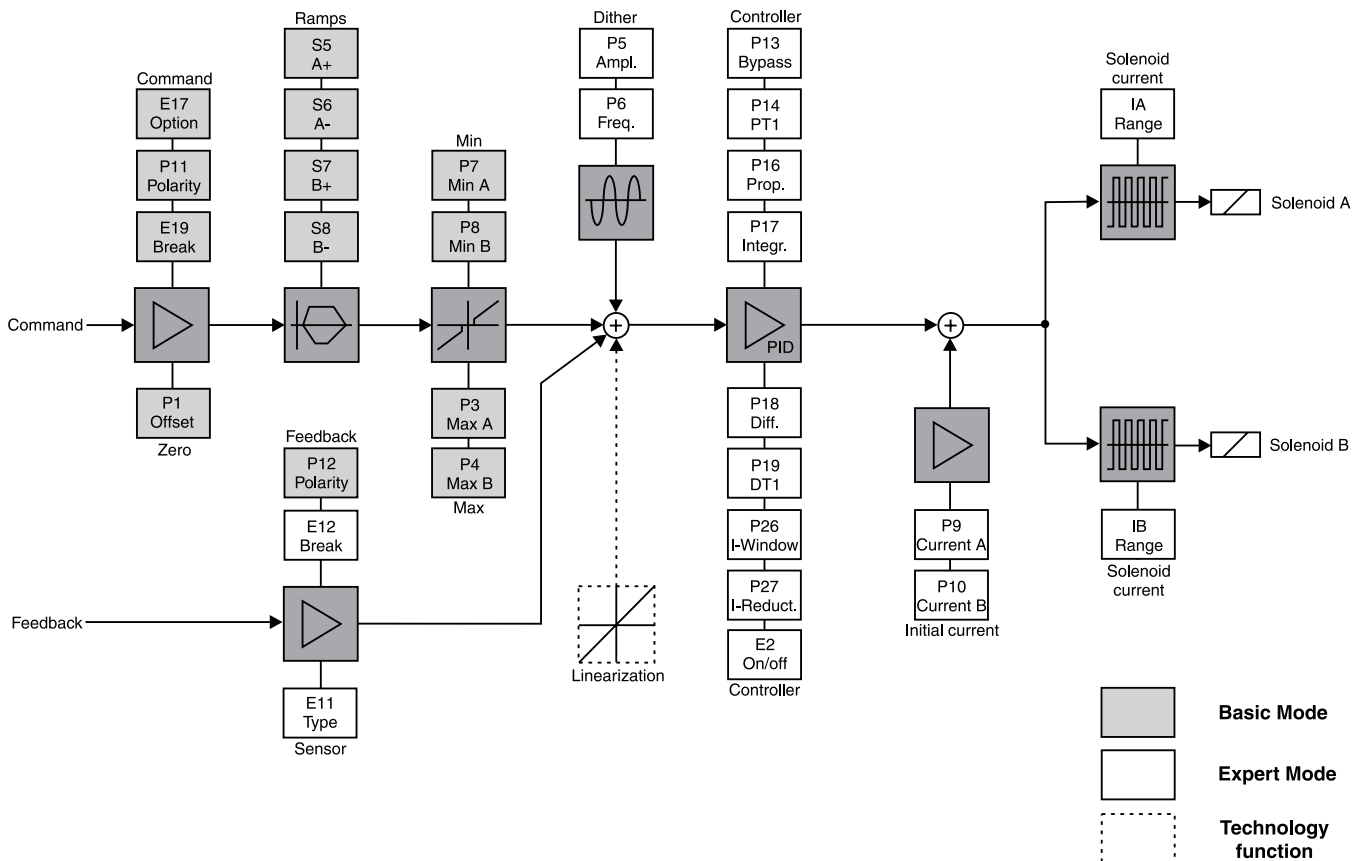 Ramps
S5
A+
S6
A-
S7
B+
S8
B-
Command
E17
Option
P11
Polarity
E19
Break
Command
P1
Offset
Zero
Min
P7
Min A
P8
Min B
P3
Max A
P4
Max B
Max
Feedback
P12
Polarity
E12
Break
Feedback
E11
Type
Sensor
Dither
P5
Ampl.
P6
Freq.
+
Linearization
Controller
P13
Bypass
P14
PT1
P16
Prop.
P17
Integr.
PID
P18
Diff.
P19
DT1
P26
I-Window
P27
I-Reduct.
E2
On/off
Controller
+
P9
Current A
P10
Current B
Initial current
Solenoid
current
IA
Range
Solenoid A
Solenoid B
IB
Range
Solenoid
current
Basic Mode
Expert Mode
Technology
function